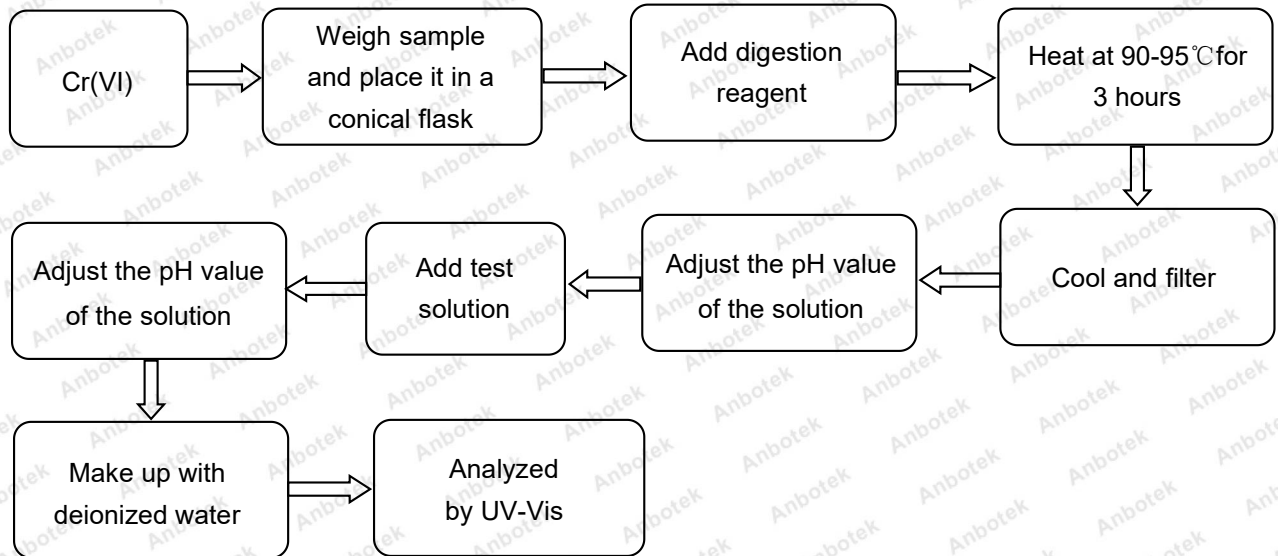 Cr(VI)
Weigh sample
and place it in a
conical flask
Add digestion
reagent
Heat at 90-95℃for
3 hours
Cool and filter
Adjust the pH value
of the solution
Add test
solution
Adjust the pH value
of the solution
Make up with
deionized water
Analyzed
by UV-Vis
Anbotek